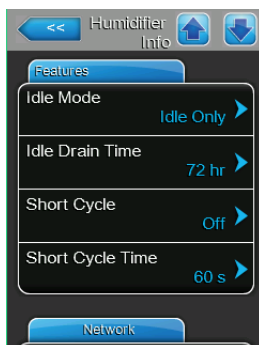 <<
Humidifier
Info
Features
Idle Mode
Idle Only
Idle Drain Time
72 hr
Short Cycle
Off
Short Cycle Time
60 s
Network